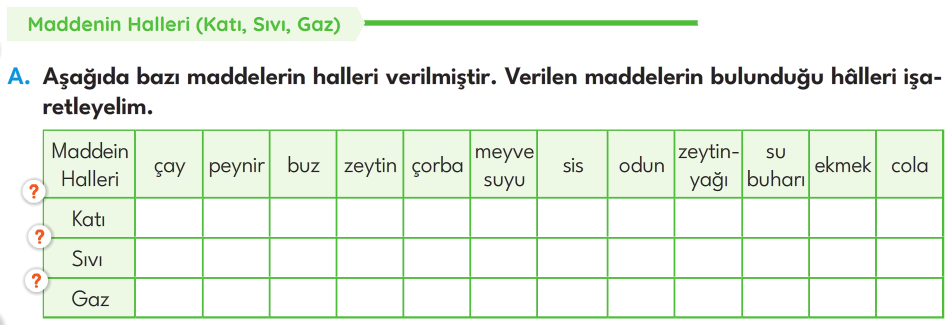 Maddenin Halleri (Katı, Sıvı, Gaz)
A. Aşağıda bazı maddelerin halleri verilmiştir. Verilen maddelerin bulunduğu hâlleri işa-
retleyelim.
Maddein Halleri çay peynir buz zeytin çorba meyve suyu sis odun zeytin-yağı su buharı ekmek cola
?
Katı
?
Sıvı
?
Gaz